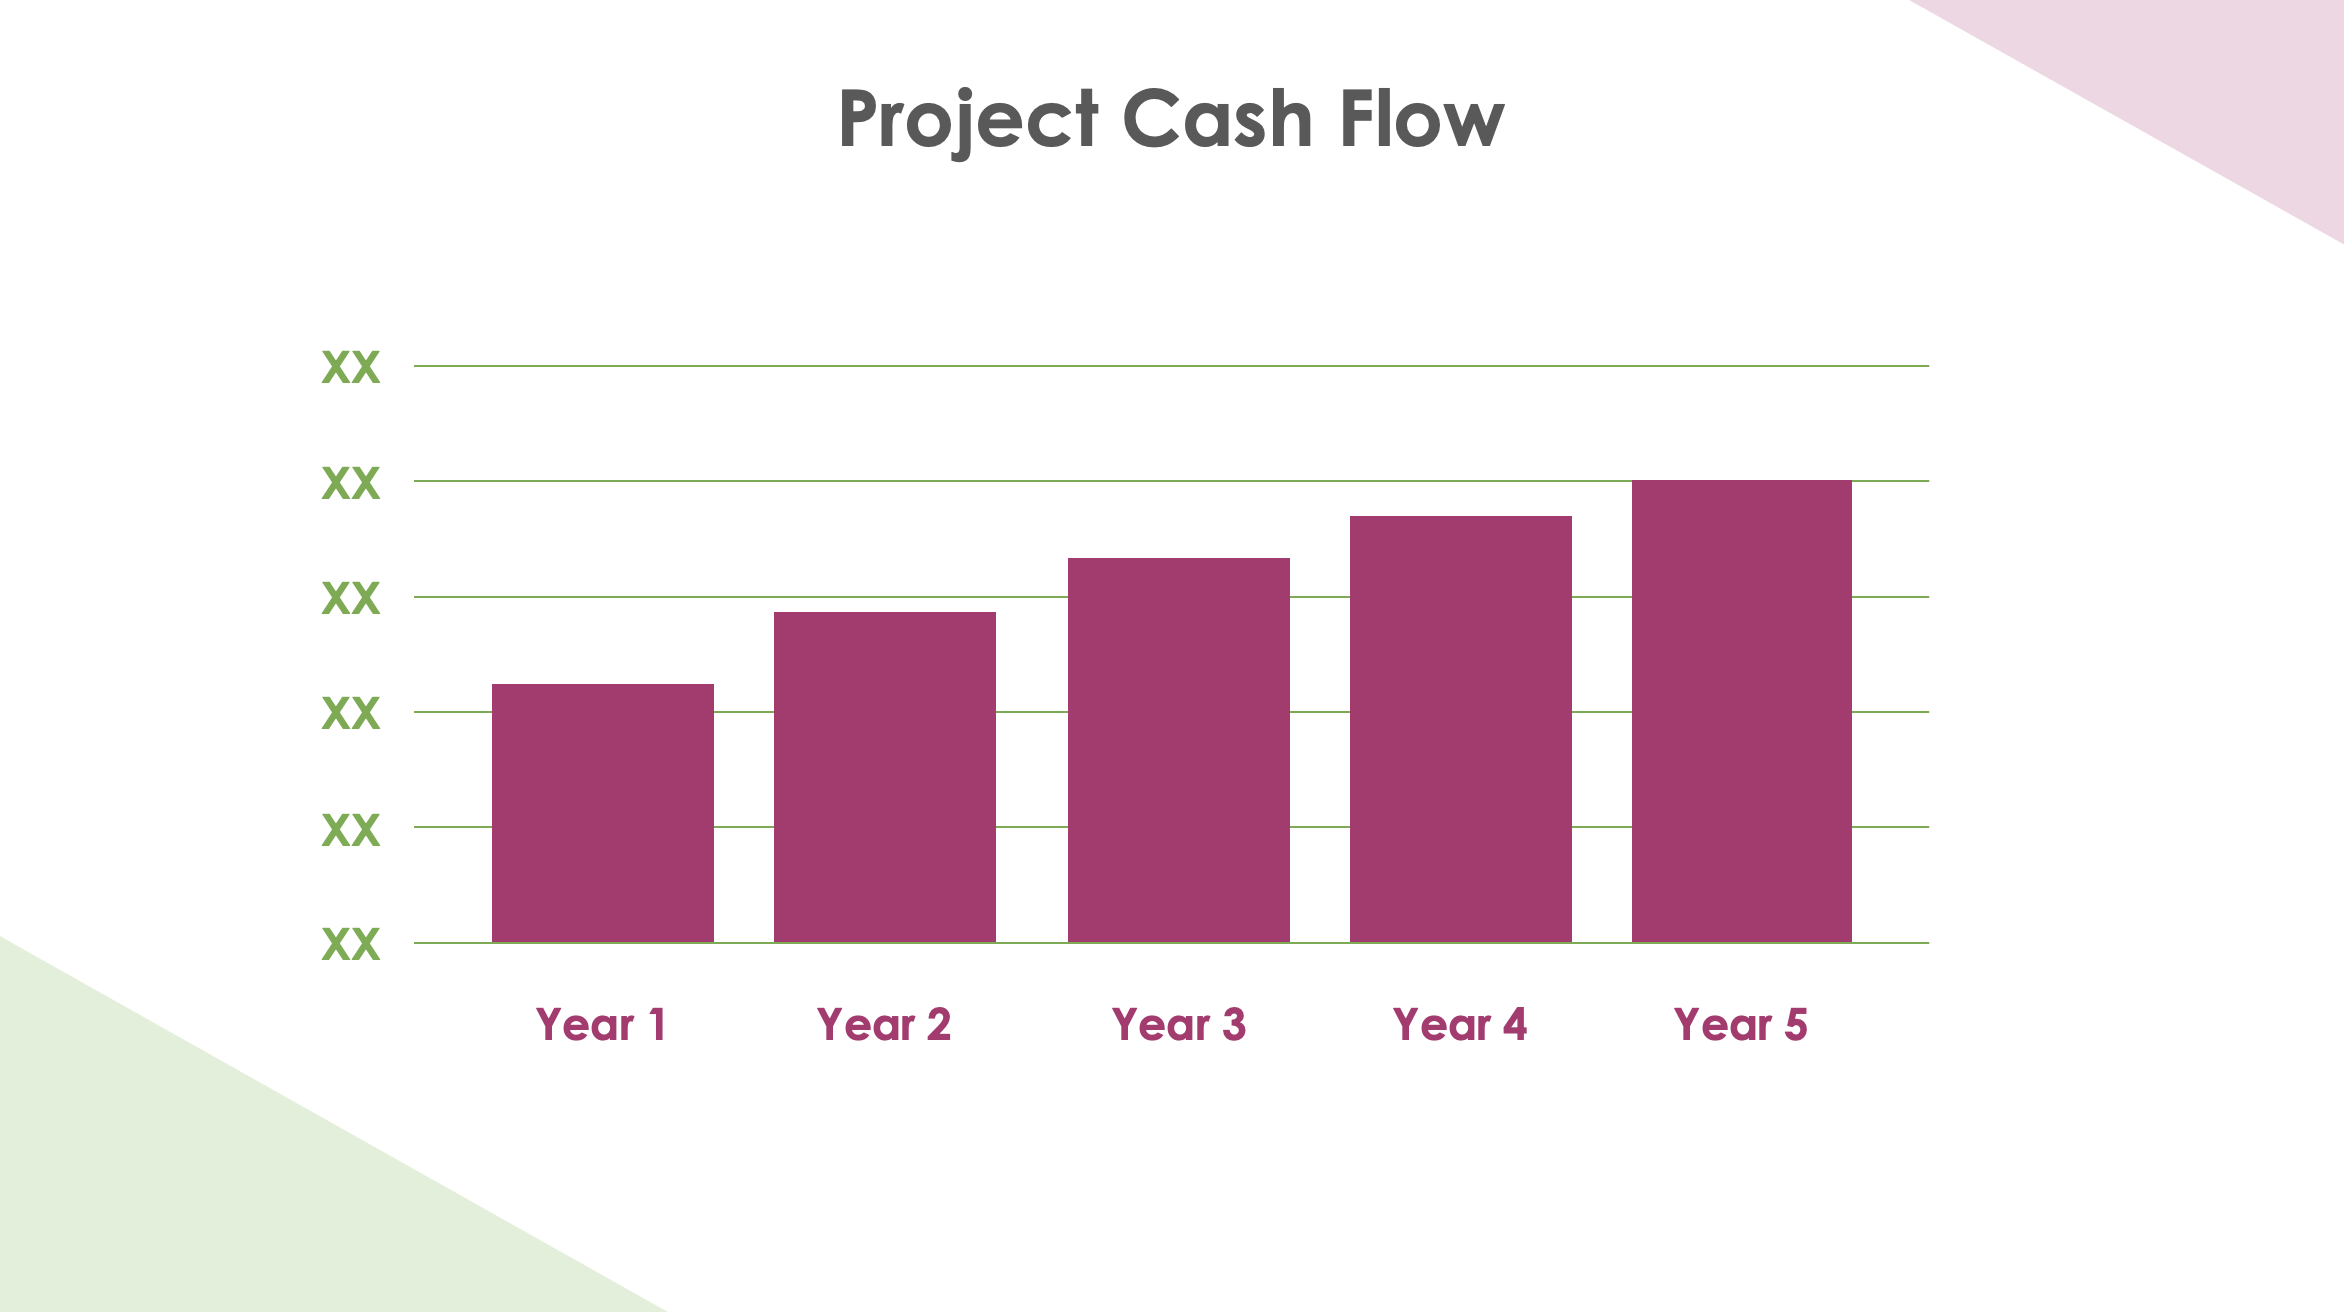 Project Cash Flow
XX
XX
XX
XX
XX
XX
Year 1
Year 2
Year 3
Year 4
Year 5